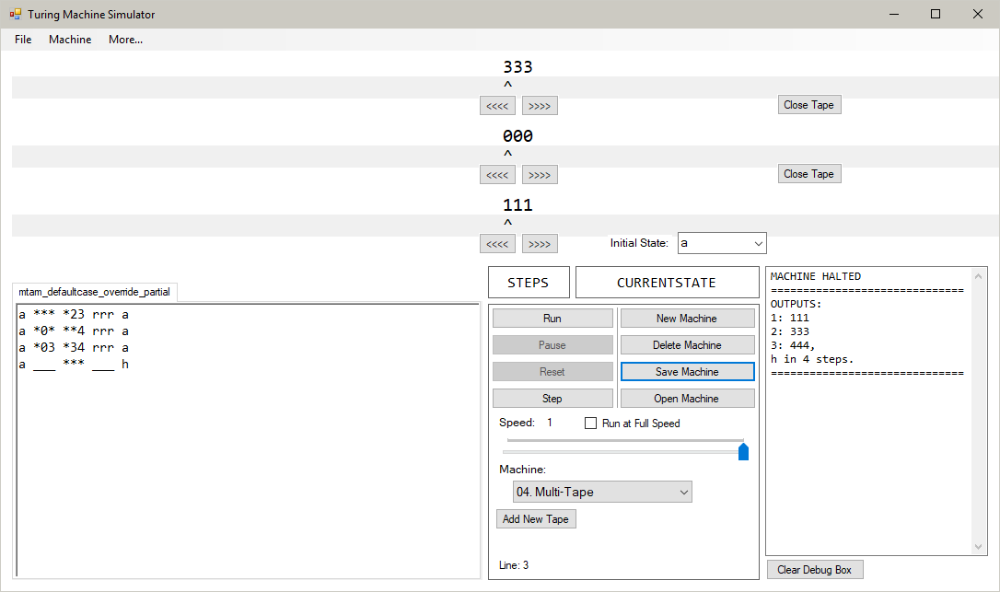 Turing Machine Simulator
File Machine More...
333
^
<<<< >>>> Close Tape
000
^
<<<< >>>> Close Tape
111
^
<<<< >>>> Initial State: a
mtam_defaultcase_override_partial
a *** *23 rrr a
a *0* **4 rrr a
a *03 *34 rrr a
a ___ *** ___ h
STEPS CURRENTSTATE
Run New Machine
Pause Delete Machine
Reset Save Machine
Step Open Machine
Speed: 1 Run at Full Speed
Machine:
04. Multi-Tape
Add New Tape
Line: 3
MACHINE HALTED
==============================
OUTPUTS:
1: 111
2: 333
3: 444,
h in 4 steps.
==============================
Clear Debug Box